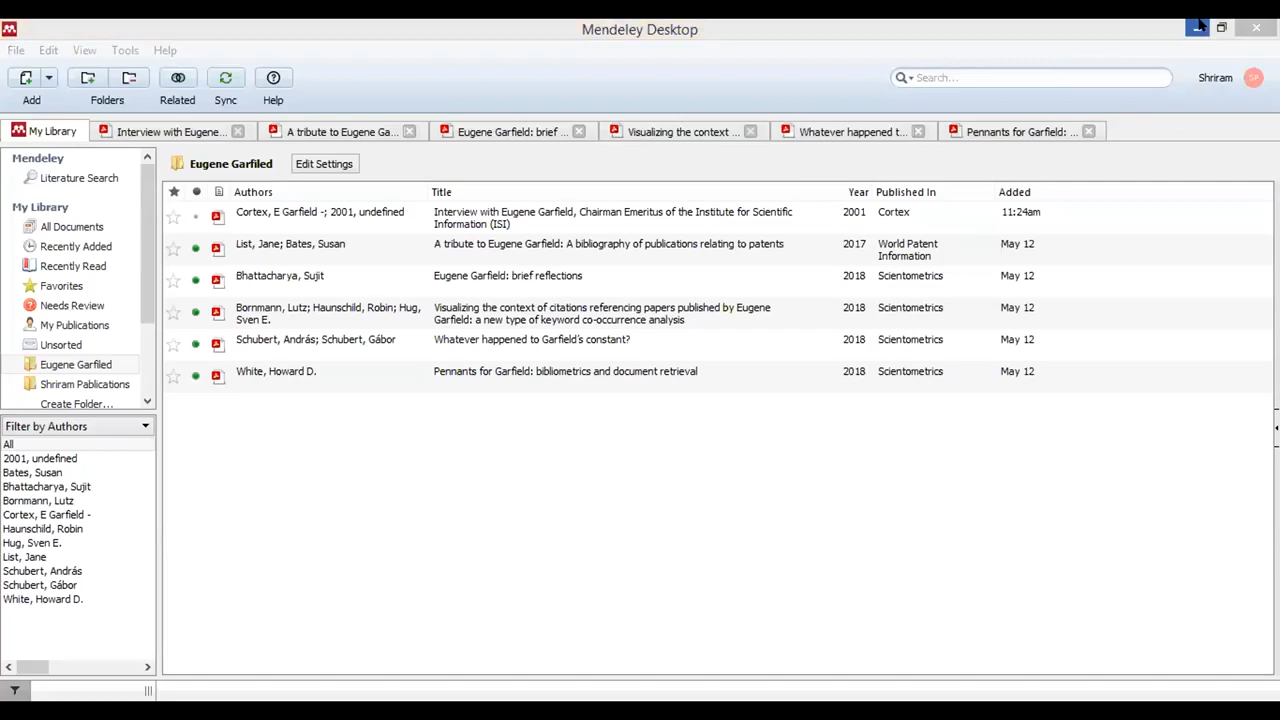 Mendeley Desktop
File Edit View Tools Help
Search... Shriram SP
Add Folders Related Sync Help
My Library Interview with Eugene... A tribute to Eugene Ga... Eugene Garfield: brief ... Visualizing the context ... Whatever happened t... Pennants for Garfield: ...
Mendeley
Literature Search
My Library
All Documents
Recently Added
Recently Read
Favorites
Needs Review
My Publications
Unsorted
Eugene Garfiled
Shriram Pablications
Create Folder...
Filter by Authors
All
2001, undefined
Bates, Susan
Bhattacharya, Sujit
Bornmann, Lutz
Cortex, E Garfield -
Haunschild, Robin
Hug, Sven E.
List, Jane
Schubert, András
Schubert, Gábor
White, Howard D.
Eugene Garfiled Edit Settings
Authors Title Year Published In Added
Cortex, E Garfield -; 2001, undefined Interview with Eugene Garfield, Chairman Emeritus of the Institute for Scientific 2001 Cortex 11:24am
Information (ISI)
List, Jane; Bates, Susan A tribute to Eugene Garfield: A bibliography of publications relating to patents 2017 World Patent May 12
Information
Bhattacharya, Sujit Eugene Garfield: brief reflections 2018 Scientometrics May 12
Bornmann, Lutz; Haunschild, Robin; Hug, Visualizing the context of citations referencing papers published by Eugene 2018 Scientometrics May 12
Sven E. Garfield: a new type of keyword co-occurrence analysis
Schubert, András; Schubert, Gábor Whatever happened to Garfield's constant? 2018 Scientometrics May 12
White, Howard D. Pennants for Garfield: bibliometrics and document retrieval 2018 Scientometrics May 12